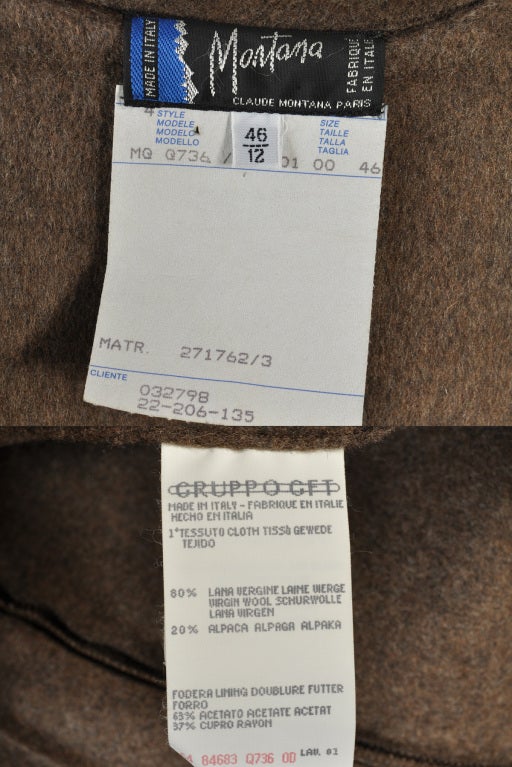 MADE IN ITALY
Montana
FABRIQUÉ
EN ITALIE
CLAUDE MONTANA PARIS
STYLE
MODELE
MODELO
MODELLO
46
12
SIZE
TAILLE
TALLA
TAGLIA
MQ Q736 / 01 00 46
MATR. 271762/3
CLIENTE
032798
22-206-135
GRUPPO GFT
MADE IN ITALY - FABRIQUE EN ITALIE
HECHO EN ITALIA
1°TESSUTO CLOTH TISSÙ GEWEDE
TEJIDO
80% LANA VERGINE LAINE VIERGE
VIRGIN WOOL SCHURWOLLE
LANA VIRGEN
20% ALPACA ALPAGA ALPAKA
FODERA LINING DOUBLURE FUTTER
FORRO
63% ACETATO ACETATE ACETAT
37% CUPRO RAYON
84683 Q736 00 LAV. 01